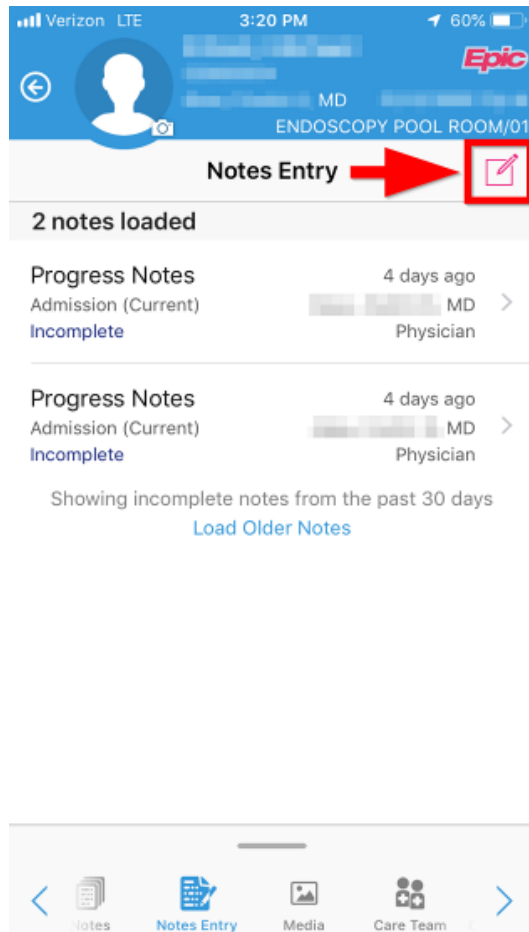 Verizon LTE 3:20 PM 60%
Epic
MD
ENDOSCOPY POOL ROOM/01
Notes Entry
2 notes loaded
Progress Notes 4 days ago
Admission (Current) MD
Incomplete Physician
Progress Notes 4 days ago
Admission (Current) MD
Incomplete Physician
Showing incomplete notes from the past 30 days
Load Older Notes
Notes Notes Entry Media Care Team